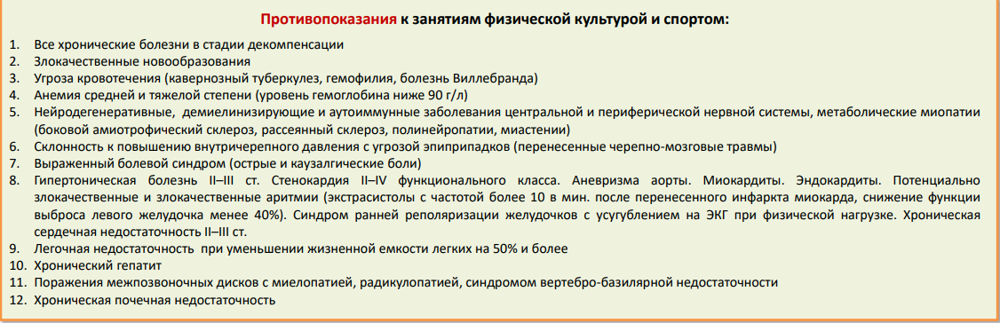 Противопоказания к занятиям физической культурой и спортом:
1. Все хронические болезни в стадии декомпенсации
2. Злокачественные новообразования
3. Угроза кровотечения (кавернозный туберкулез, гемофилия, болезнь Виллебранда)
4. Анемия средней и тяжелой степени (уровень гемоглобина ниже 90 г/л)
5. Нейродегенеративные, демиелинизирующие и аутоиммунные заболевания центральной и периферической нервной системы, метаболические миопатии
(боковой амиотрофический склероз, рассеянный склероз, полинейропатии, миастении)
6. Склонность к повышению внутричерепного давления с угрозой эпиприпадков (перенесенные черепно-мозговые травмы)
7. Выраженный болевой синдром (острые и каузалгические боли)
8. Гипертоническая болезнь II–III ст. Стенокардия II–IV функционального класса. Аневризма аорты. Миокардиты. Эндокардиты. Потенциально
злокачественные и злокачественные аритмии (экстрасистолы с частотой более 10 в мин. после перенесенного инфаркта миокарда, снижение функции
выброса левого желудочка менее 40%). Синдром ранней реполяризации желудочков с усугублением на ЭКГ при физической нагрузке. Хроническая
сердечная недостаточность II–III ст.
9. Легочная недостаточность при уменьшении жизненной емкости легких на 50% и более
10. Хронический гепатит
11. Поражения межпозвоночных дисков с миелопатией, радикулопатией, синдромом вертебро-базилярной недостаточности
12. Хроническая почечная недостаточность